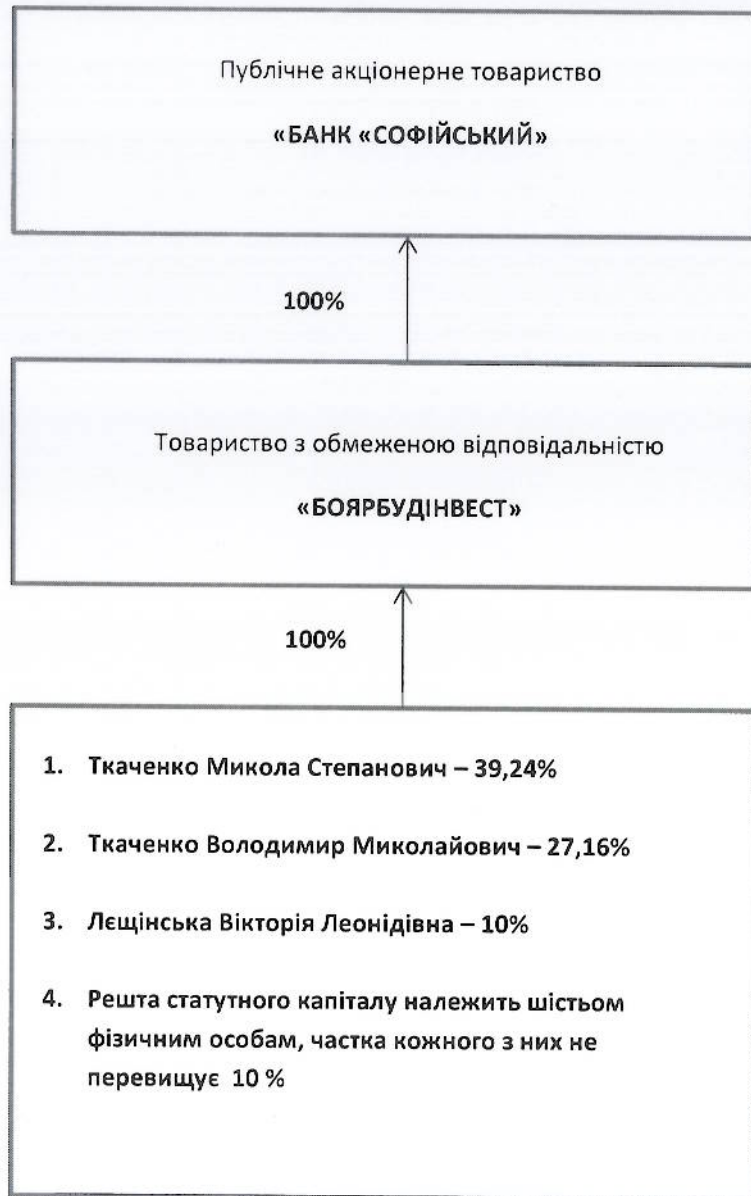 Публічне акціонерне товариство
«БАНК «СОФІЙСЬКИЙ»
100%
Товариство з обмеженою відповідальністю
«БОЯРБУДІНВЕСТ»
100%
1. Ткаченко Микола Степанович – 39,24%
2. Ткаченко Володимир Миколайович – 27,16%
3. Лєщінська Вікторія Леонідівна – 10%
4. Решта статутного капіталу належить шістьом
фізичним особам, частка кожного з них не
перевищує 10 %